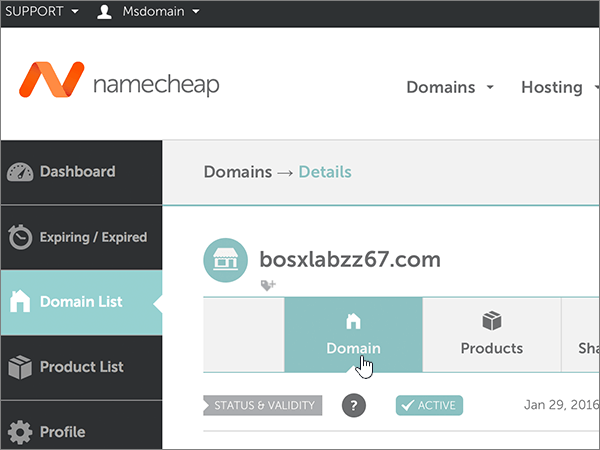 SUPPORT Msdomain
namecheap
Domains Hosting
Dashboard
Domains → Details
Expiring / Expired
bosxlabzz67.com
Domain List
Domain Products
Product List
STATUS & VALIDITY ? ACTIVE Jan 29, 2016
Profile